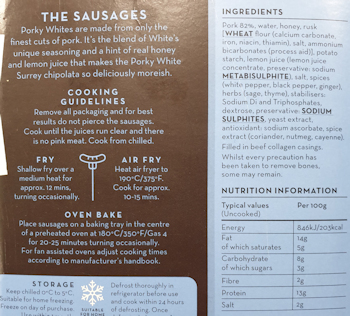 THE SAUSAGES
Porky Whites are made from only the
finest cuts of pork. It's the blend of White's
unique seasoning and a hint of real honey
and lemon juice that makes the Porky White
Surrey chipolata so deliciously moreish.
COOKING
GUIDELINES
Remove all packaging and for best
results do not pierce the sausages.
Cook until the juices run clear and there
is no pink meat. Cook from chilled.
FRY
Shallow fry over a
medium heat for
approx. 12 mins,
turning occasionally.
AIR FRY
Heat air fryer to
190°C/375°F.
Cook for approx.
10-15 mins.
OVEN BAKE
Place sausages on a baking tray in the centre
of a preheated oven at 180°C/350°F/Gas 4
for 20-25 minutes turning occasionally.
For fan assisted ovens adjust cooking times
according to manufacturer's handbook.
STORAGE
Keep chilled 0°C to 5°C
Suitable for home freezing.
Freeze on day of purchase.
SUITABLE
FOR HOME
Defrost thoroughly in
refrigerator before use
and cook within 24 hours
of defrosting. Once
INGREDIENTS
Pork 82%, water, honey, rusk
(WHEAT flour (calcium carbonate,
iron, niacin, thiamin), salt, ammonium
bicarbonates (raising agent)), potato
starch, lemon juice (lemon juice
concentrate, preservative: sodium
METABISULPHITE), salt, spices
(white pepper, black pepper, ginger),
herbs (sage, thyme), stabilisers:
Sodium Di and Triphosphates,
dextrose, preservative: SODIUM
SULPHITES, yeast extract,
antioxidant: sodium ascorbate, spice
extract (coriander, nutmeg, cayenne).
Filled in beef collagen casings.
Whilst every precaution has
been taken to remove bones,
some may remain.
NUTRITION INFORMATION
Typical values Per 100g
(Uncooked)
Energy 846kJ/203kcal
Fat 14g
of which saturates 5g
Carbohydrate 8g
of which sugars 3g
Fibre 2g
Protein 13g
Salt 2g